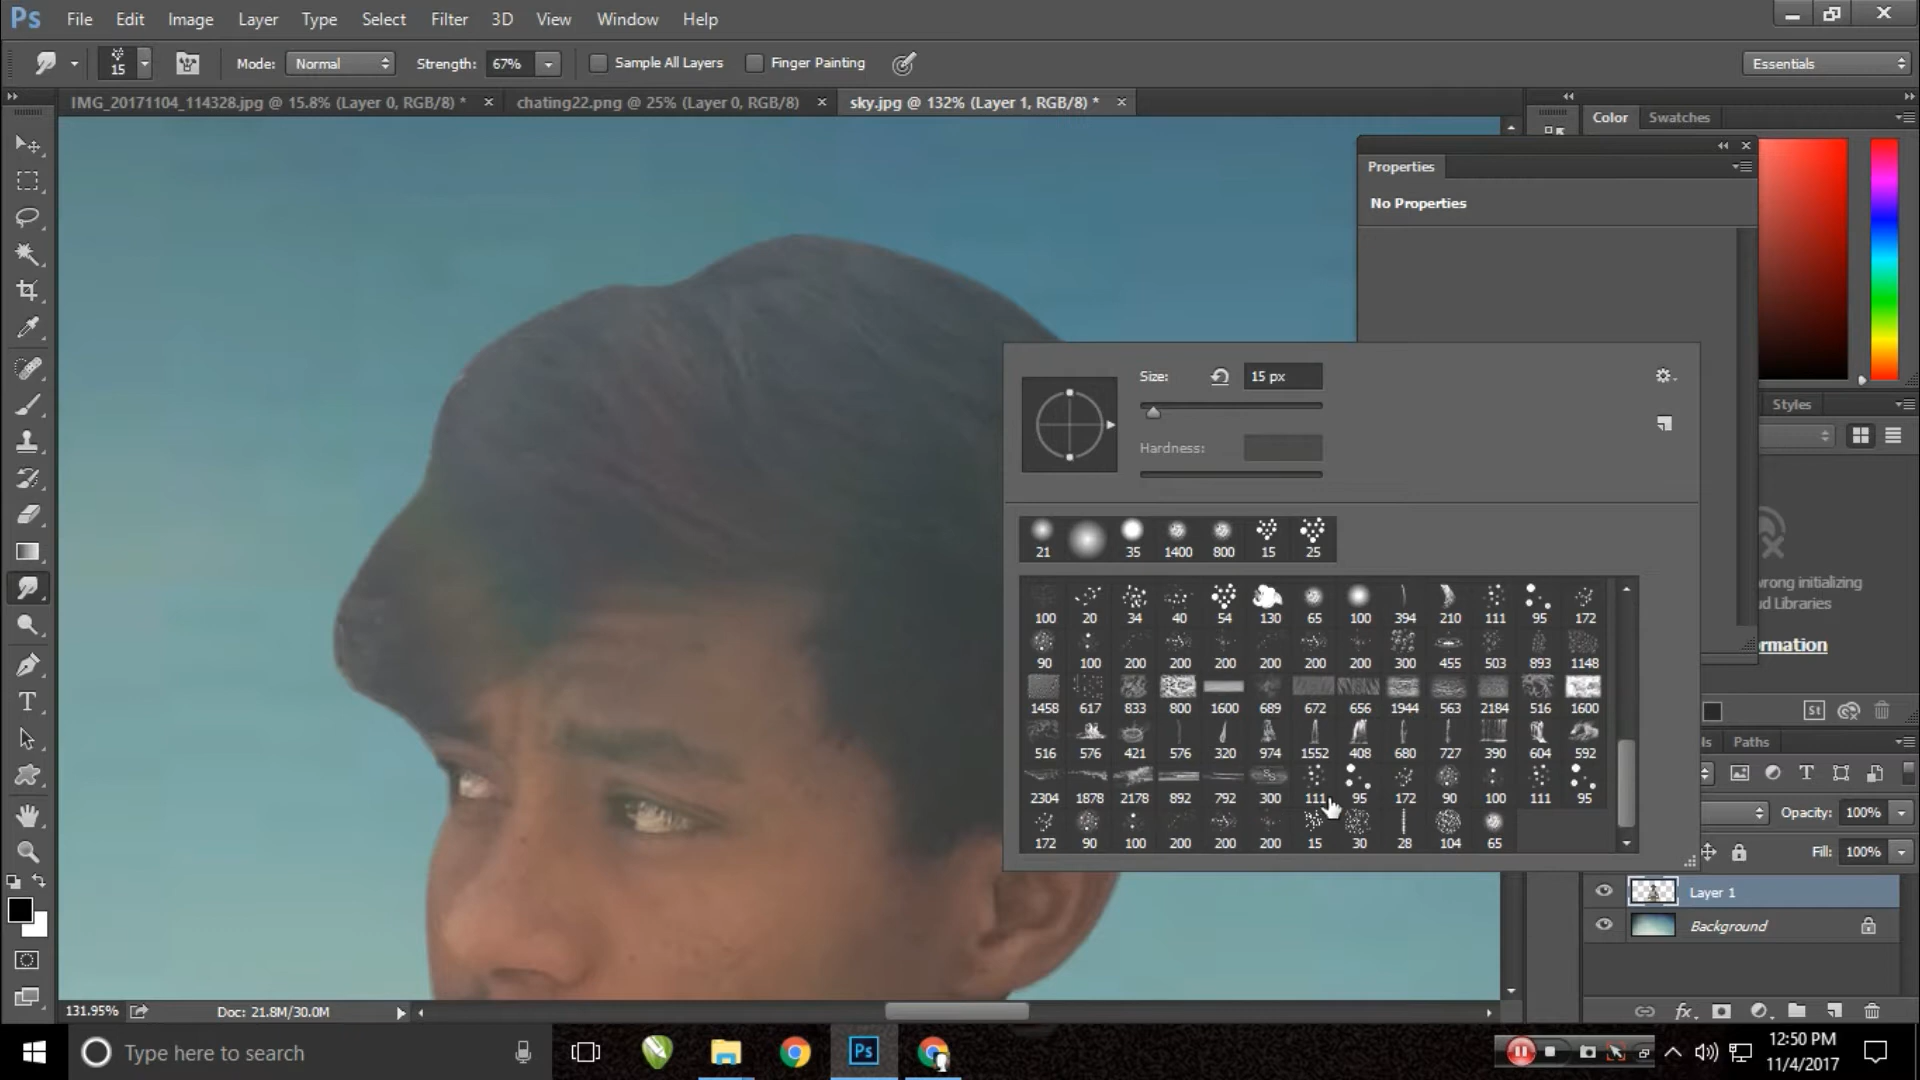 Ps File Edit Image Layer Type Select Filter 3D View Window Help
15 Mode: Normal Strength: 67% Sample All Layers Finger Painting Essentials
IMG_20171104_114328.jpg @ 15.8% (Layer 0, RGB/8) * chating22.png @ 25% (Layer 0, RGB/8) sky.jpg @ 132% (Layer 1, RGB/8) *
Color Swatches
Properties
No Properties
Size: 15 px
Hardness:
Styles
21 35 1400 800 15 25
100 20 34 40 54 130 65 100 394 210 111 95 172
90 100 200 200 200 200 200 200 300 455 503 893 1148
1458 617 833 800 1600 689 672 656 1944 563 2184 516 1600
516 576 421 576 320 974 1552 408 680 727 390 604 592
2304 1878 2178 892 792 300 111 95 172 90 100 111 95
172 90 100 200 200 200 15 30 28 104 65
rong initializing
ud Libraries
rmation
St
ls Paths
Opacity: 100%
Fill: 100%
Layer 1
Background
fx
T
131.95% Doc: 21.8M/30.0M
Type here to search
Ps
12:50 PM
11/4/2017